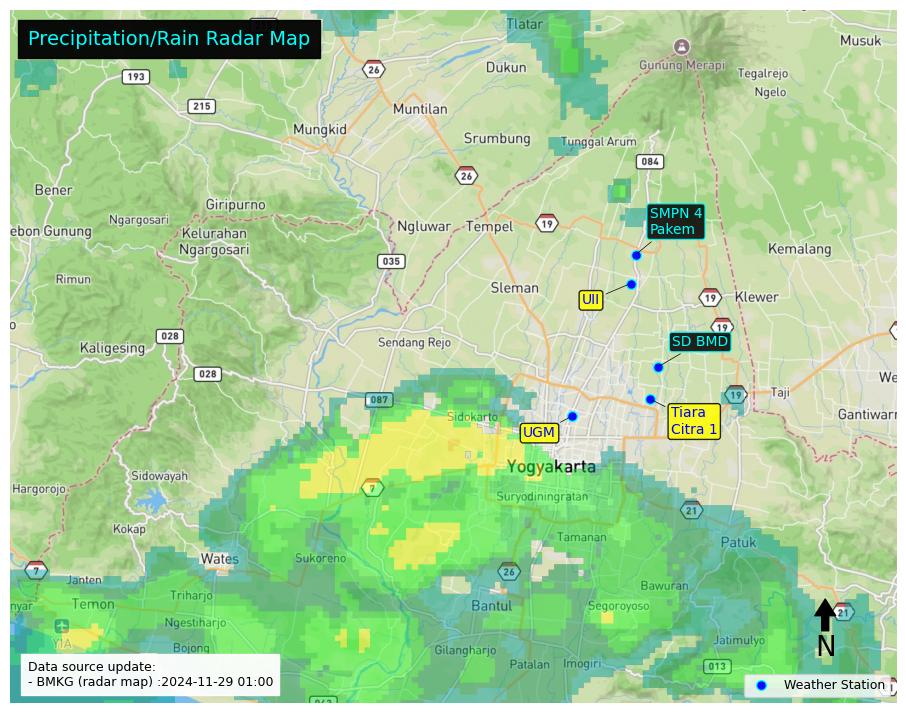 Precipitation/Rain Radar Map
Tlatar
Musuk
Gunung Merapi
Dukun
Tegalrejo
Ngelo
26
193
215
Muntilan
Mungkid
Srumbung
Tunggal Arum
084
26
Bener
Giripurno
Ngargosari
ebon Gunung
Kelurahan
Ngargosari
Ngluwar
Tempel
19
SMPN 4
Pakem
Kemalang
035
Rimun
Sleman
UII
19
Klewer
19
028
Kaligesing
Sendang Rejo
SD BMD
028
We
087
19
Taji
Sidokarto
UGM
Tiara
Citra 1
Gantiwarn
Yogyakarta
Sidowayah
Hargorojo
7
Suryodiningratan
21
Kokap
Tamanan
Patuk
Wates
Sukoreno
7
Janten
26
Bawuran
nyar
Temon
Triharjo
Bantul
Segoroyoso
21
Ngestiharjo
YIA
Bojong
Gilangharjo
Jatimulyo
N
Patalan
Imogiri
013
Data source update:
- BMKG (radar map) :2024-11-29 01:00
Weather Station